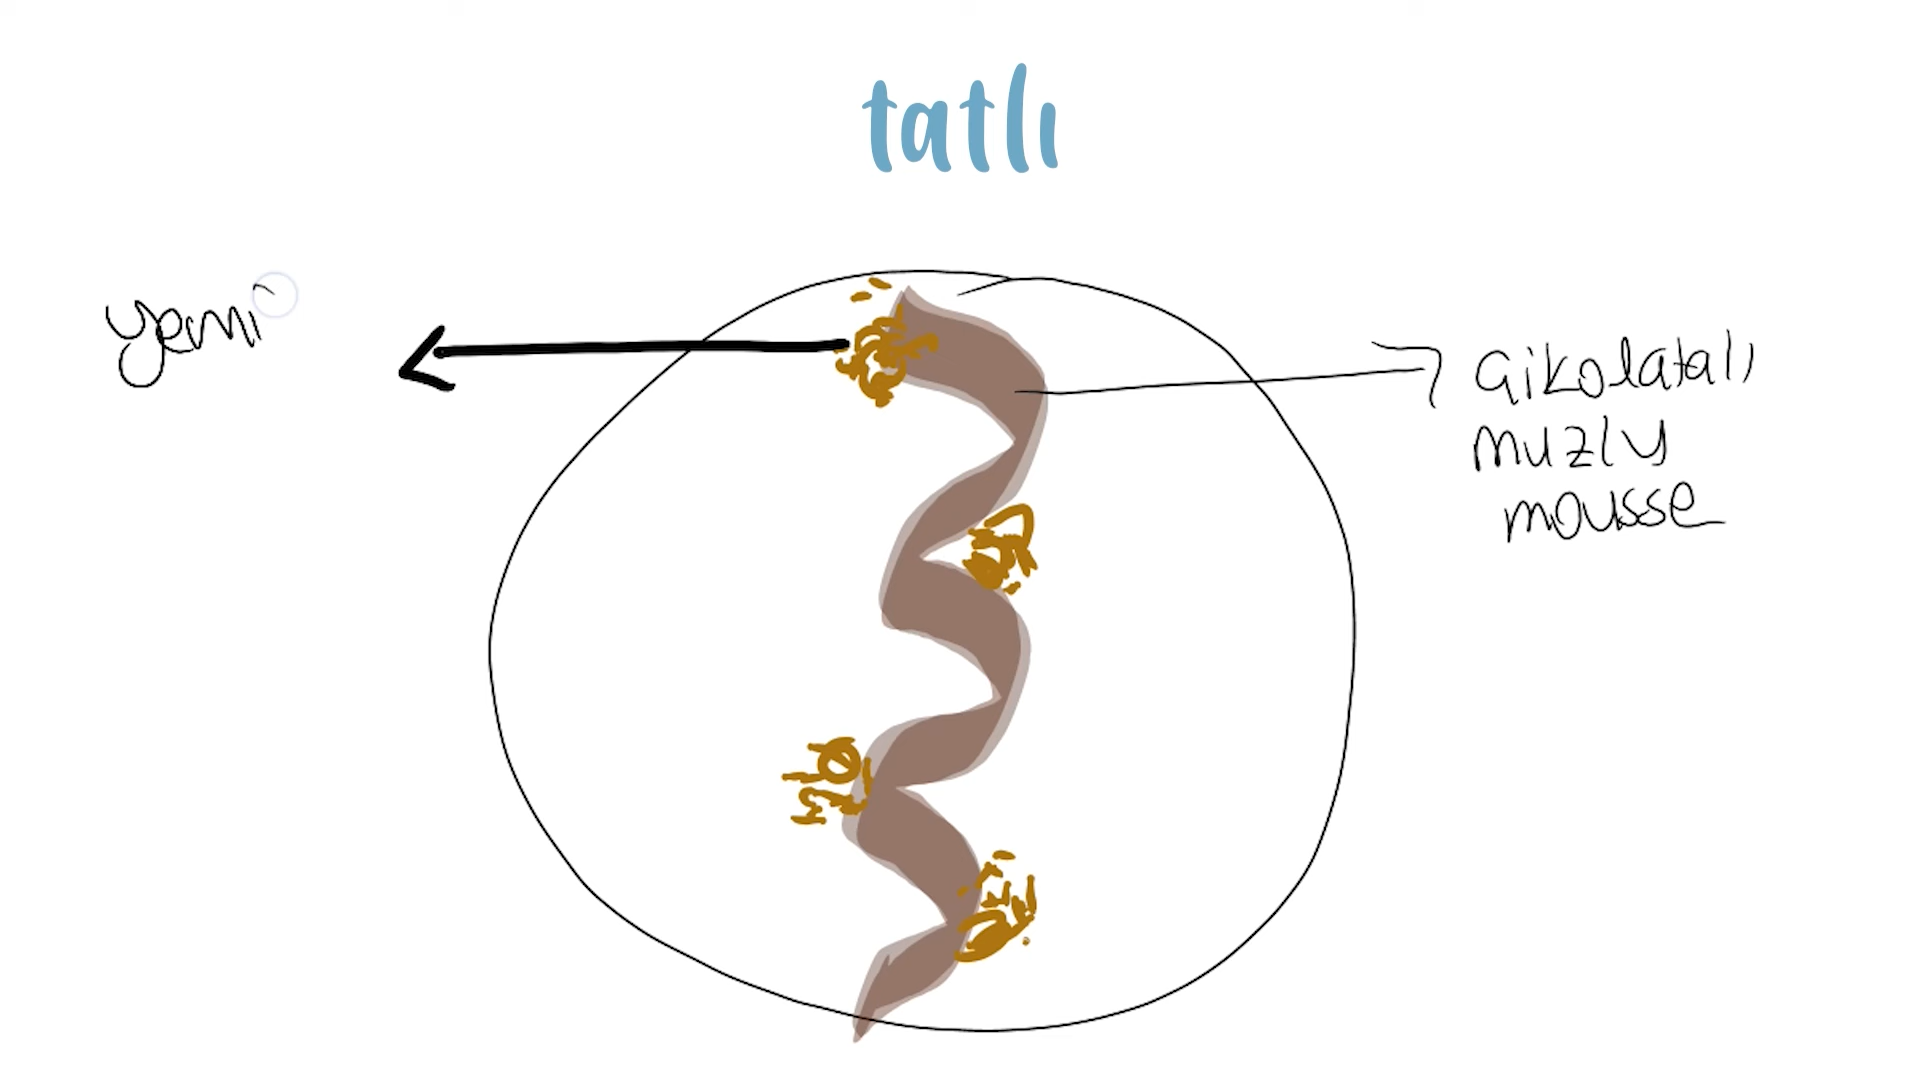 tatlı
yemi
çikolatalı
muzlu
mousse